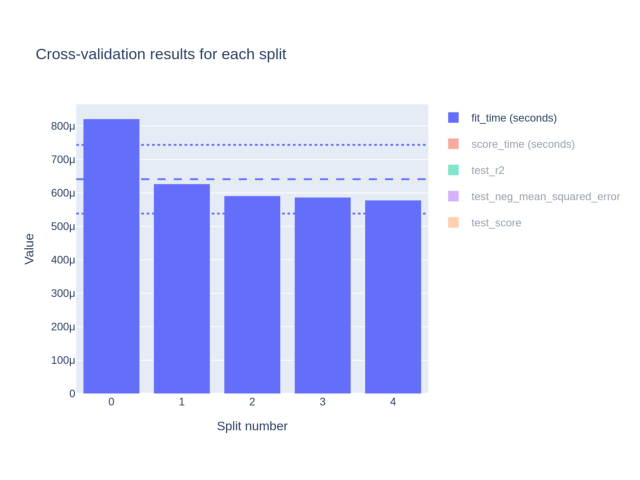 Cross-validation results for each split
fit_time (seconds)
score_time (seconds)
test_r2
test_neg_mean_squared_error
test_score
Value
800μ
700μ
600μ
500μ
400μ
300μ
200μ
100μ
0
0 1 2 3 4
Split number